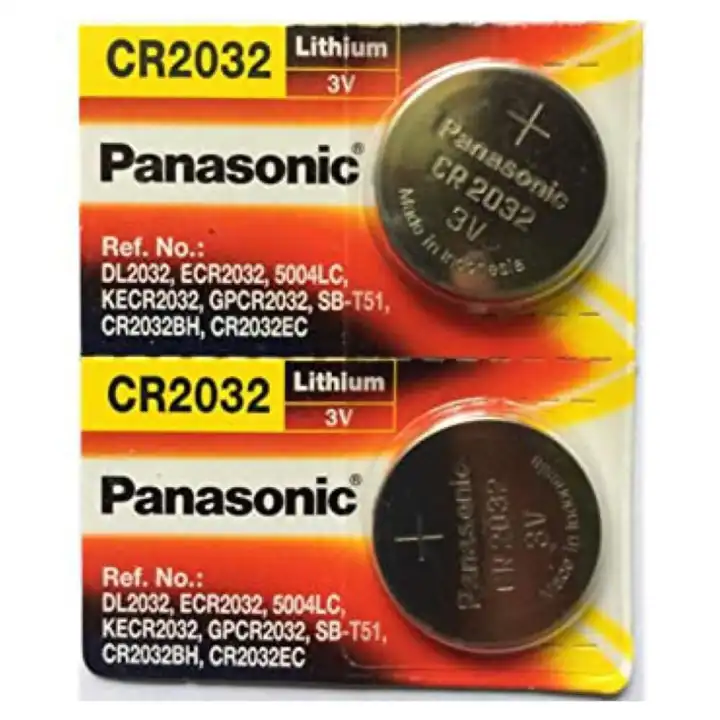 CR2032
Lithium
3V
Panasonic®
Ref. No.:
DL2032, ECR2032, 5004LC,
KECR2032, GPCR2032, SB-T51,
CR2032BH, CR2032EC
+
Panasonic
CR 2032
3V
Made in Indonesia
CR2032
Lithium
3V
Panasonic®
Ref. No.:
DL2032, ECR2032, 5004LC,
KECR2032, GPCR2032, SB-T51,
CR2032BH, CR2032EC
+
Panasonic
CR 2032
3V
Made in Indonesia